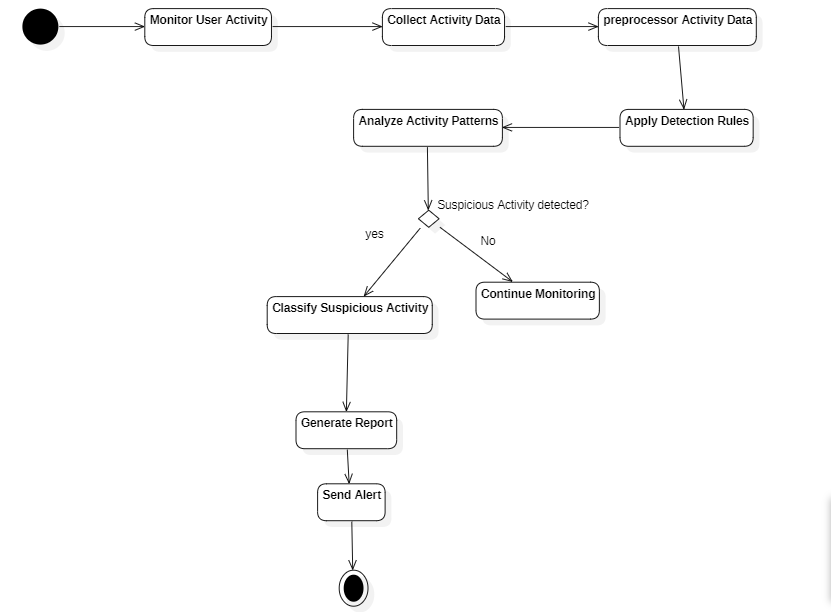 Monitor User Activity
Collect Activity Data
preprocessor Activity Data
Analyze Activity Patterns
Apply Detection Rules
Suspicious Activity detected?
yes
No
Continue Monitoring
Classify Suspicious Activity
Generate Report
Send Alert